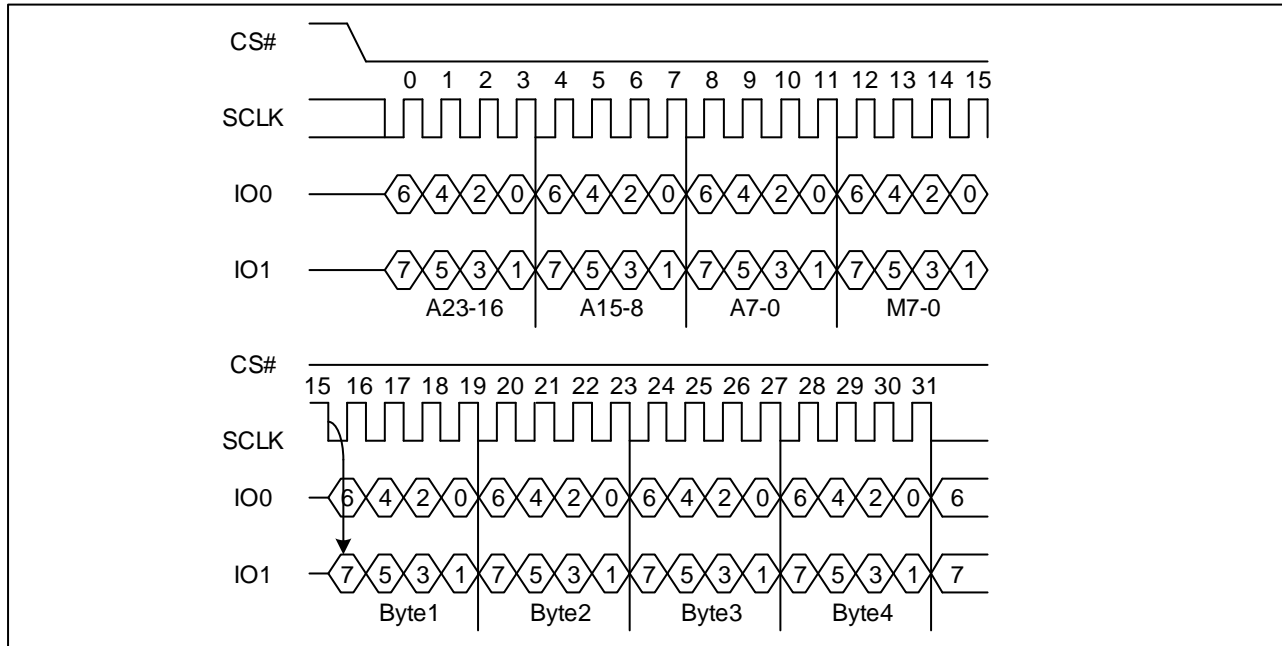 CS#
0 1 2 3 4 5 6 7 8 9 10 11 12 13 14 15
SCLK
IO0 6 4 2 0 6 4 2 0 6 4 2 0 6 4 2 0
IO1 7 5 3 1 7 5 3 1 7 5 3 1 7 5 3 1
A23-16 A15-8 A7-0 M7-0
CS#
15 16 17 18 19 20 21 22 23 24 25 26 27 28 29 30 31
SCLK
IO0 6 4 2 0 6 4 2 0 6 4 2 0 6 4 2 0 6
IO1 7 5 3 1 7 5 3 1 7 5 3 1 7 5 3 1 7
Byte1 Byte2 Byte3 Byte4